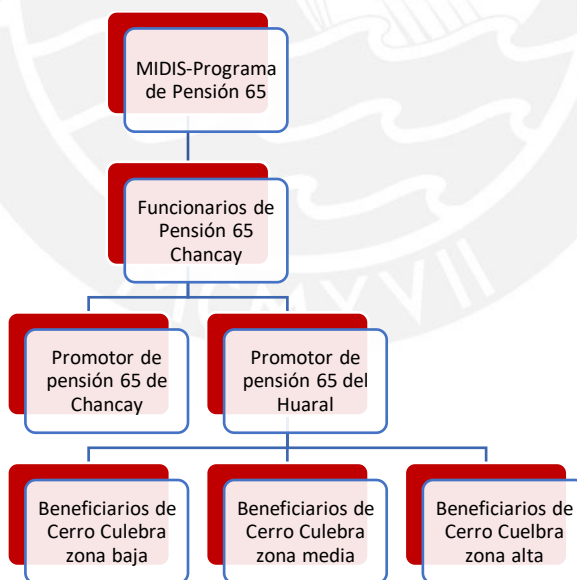 MIDIS-Programa
de Pensión 65
Funcionarios de
Pensión 65
Chancay
MCMXVII
Promotor de
pensión 65 de
Chancay
Promotor de
pensión 65 del
Huaral
Beneficiarios de
Cerro Culebra
zona baja
Beneficiarios de
Cerro Culebra
zona media
Beneficiarios de
Cerro Cuelbra
zona alta